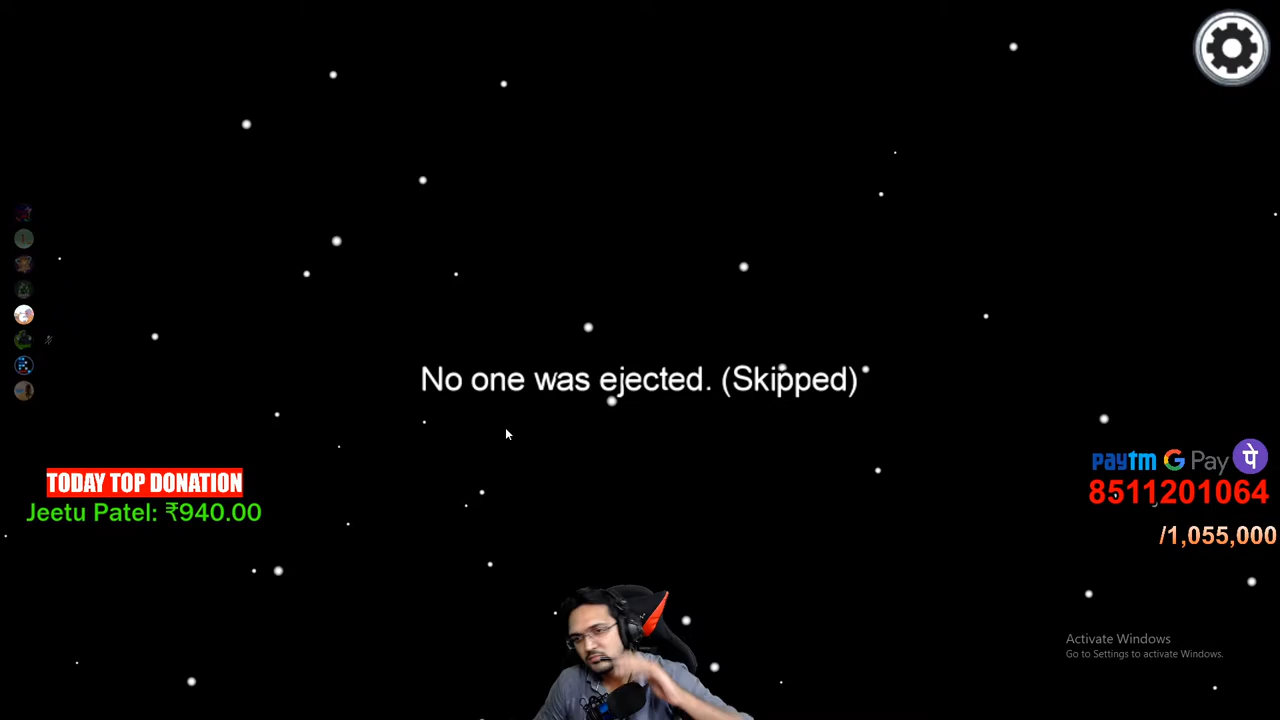 No one was ejected. (Skipped)
TODAY TOP DONATION
Jeetu Patel: ₹940.00
paytm G Pay पे
8511201064
/1,055,000
Activate Windows
Go to Settings to activate Windows.